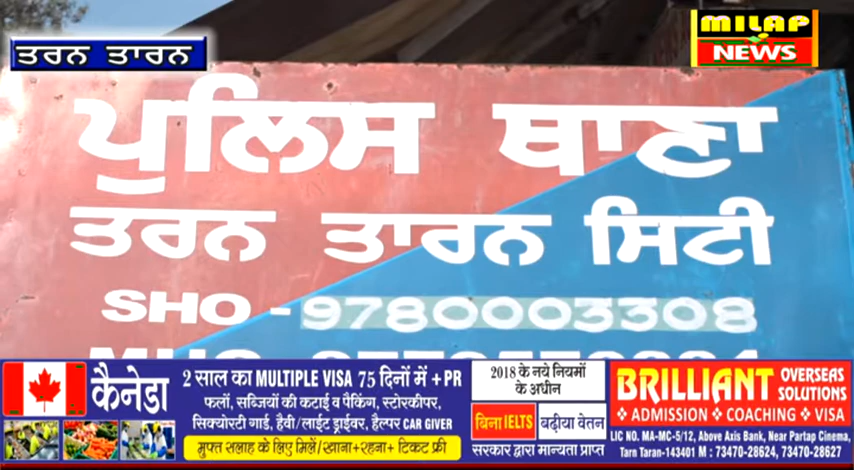 ਤਰਨ ਤਾਰਨ
MILAP
NEWS
ਪੁਲਿਸ ਥਾਣਾ
ਤਰਨ ਤਾਰਨ ਸਿਟੀ
SHO - 9780003308
कैनेडा
2 साल का MULTIPLE VISA 75 दिनों में + PR
फलों, सब्जियों की कटाई व पैकिंग, स्टोरकीपर,
सिक्योरटी गार्ड, हैवी/लाईट ड्राईवर, हैल्पर CAR GIVER
मुफ्त सलाह के लिए मिलें/खाना+रहना+ टिकट फ्री
2018 के नये नियमों
के अधीन
बिना IELTS बढ़ीया वेतन
सरकार द्वारा मान्यता प्राप्त
BRILLIANT OVERSEAS SOLUTIONS
❖ ADMISSION ❖ COACHING ❖ VISA
LIC NO. MA-MC-5/12, Above Axis Bank, Near Partap Cinema,
Tarn Taran-143401 M : 73470-28624, 73470-28627